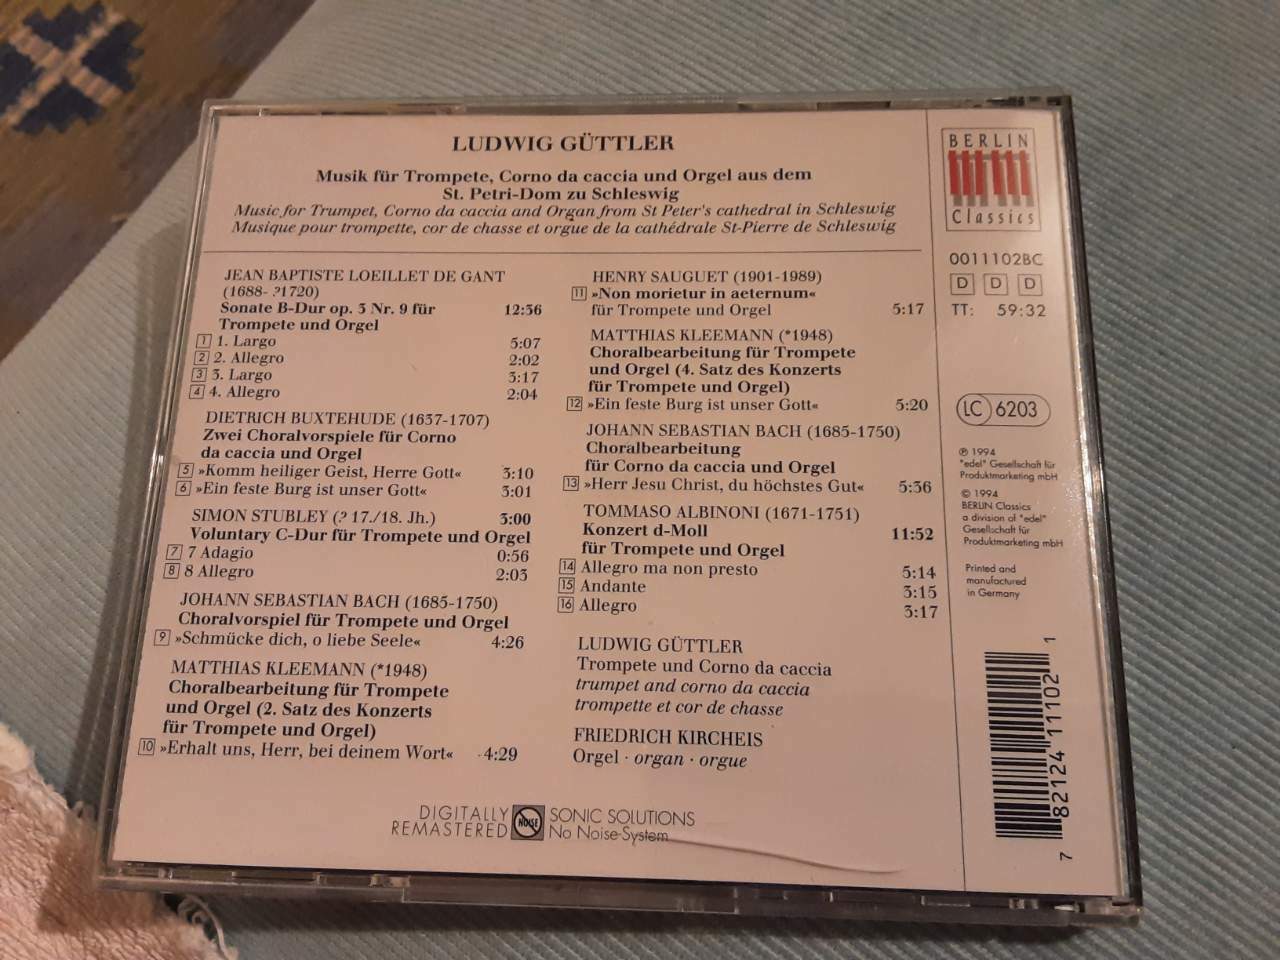 LUDWIG GÜTTLER
Musik für Trompete, Corno da caccia und Orgel aus dem
St. Petri-Dom zu Schleswig
Music for Trumpet, Corno da caccia and Organ from St Peter's cathedral in Schleswig
Musique pour trompette, cor de chasse et orgue de la cathédrale St-Pierre de Schleswig
JEAN BAPTISTE LOEILLET DE GANT
(1688- ?1720)
Sonate B-Dur op. 3 Nr. 9 für 12:36
Trompete und Orgel
1 1. Largo 5:07
2 2. Allegro 2:02
3 3. Largo 3:17
4 4. Allegro 2:04
DIETRICH BUXTEHUDE (1637-1707)
Zwei Choralvorspiele für Corno
da caccia und Orgel
5 »Komm heiliger Geist, Herre Gott« 3:10
6 »Ein feste Burg ist unser Gott« 3:01
SIMON STUBLEY (? 17./18. Jh.) 3:00
Voluntary C-Dur für Trompete und Orgel
7 7 Adagio 0:56
8 8 Allegro 2:03
JOHANN SEBASTIAN BACH (1685-1750)
Choralvorspiel für Trompete und Orgel
9 »Schmücke dich, o liebe Seele« 4:26
MATTHIAS KLEEMANN (*1948)
Choralbearbeitung für Trompete
und Orgel (2. Satz des Konzerts
für Trompete und Orgel)
10 »Erhalt uns, Herr, bei deinem Wort« 4:29
HENRY SAUGUET (1901-1989)
11 »Non morietur in aeternum«
für Trompete und Orgel 5:17
MATTHIAS KLEEMANN (*1948)
Choralbearbeitung für Trompete
und Orgel (4. Satz des Konzerts
für Trompete und Orgel)
12 »Ein feste Burg ist unser Gott« 5:20
JOHANN SEBASTIAN BACH (1685-1750)
Choralbearbeitung
für Corno da caccia und Orgel
13 »Herr Jesu Christ, du höchstes Gut« 5:36
TOMMASO ALBINONI (1671-1751)
Konzert d-Moll 11:52
für Trompete und Orgel
14 Allegro ma non presto 5:14
15 Andante 3:15
16 Allegro 3:17
LUDWIG GÜTTLER
Trompete und Corno da caccia
trumpet and corno da caccia
trompette et cor de chasse
FRIEDRICH KIRCHEIS
Orgel · organ · orgue
DIGITALLY
REMASTERED
NOISE
SONIC SOLUTIONS
No Noise-System
BERLIN
Classics
0011102BC
D D D
TT: 59:32
LC 6203
℗ 1994
"edel" Gesellschaft für
Produktmarketing mbH
© 1994
BERLIN Classics
a division of "edel"
Gesellschaft für
Produktmarketing mbH
Printed and
manufactured
in Germany
7 82124 11102 1